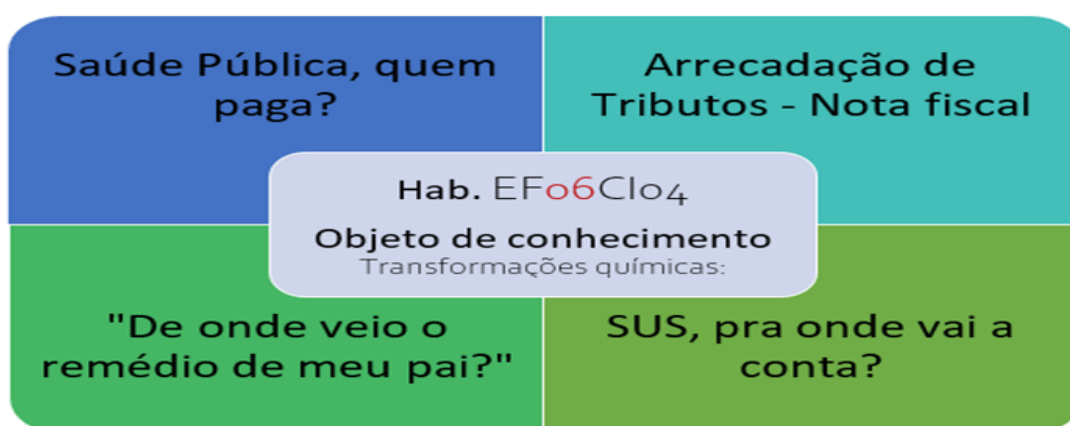 Saúde Pública, quem
paga?
Arrecadação de
Tributos - Nota fiscal
Hab. EF06CI04
Objeto de conhecimento
Transformações químicas:
"De onde veio o
remédio de meu pai?"
SUS, pra onde vai a
conta?